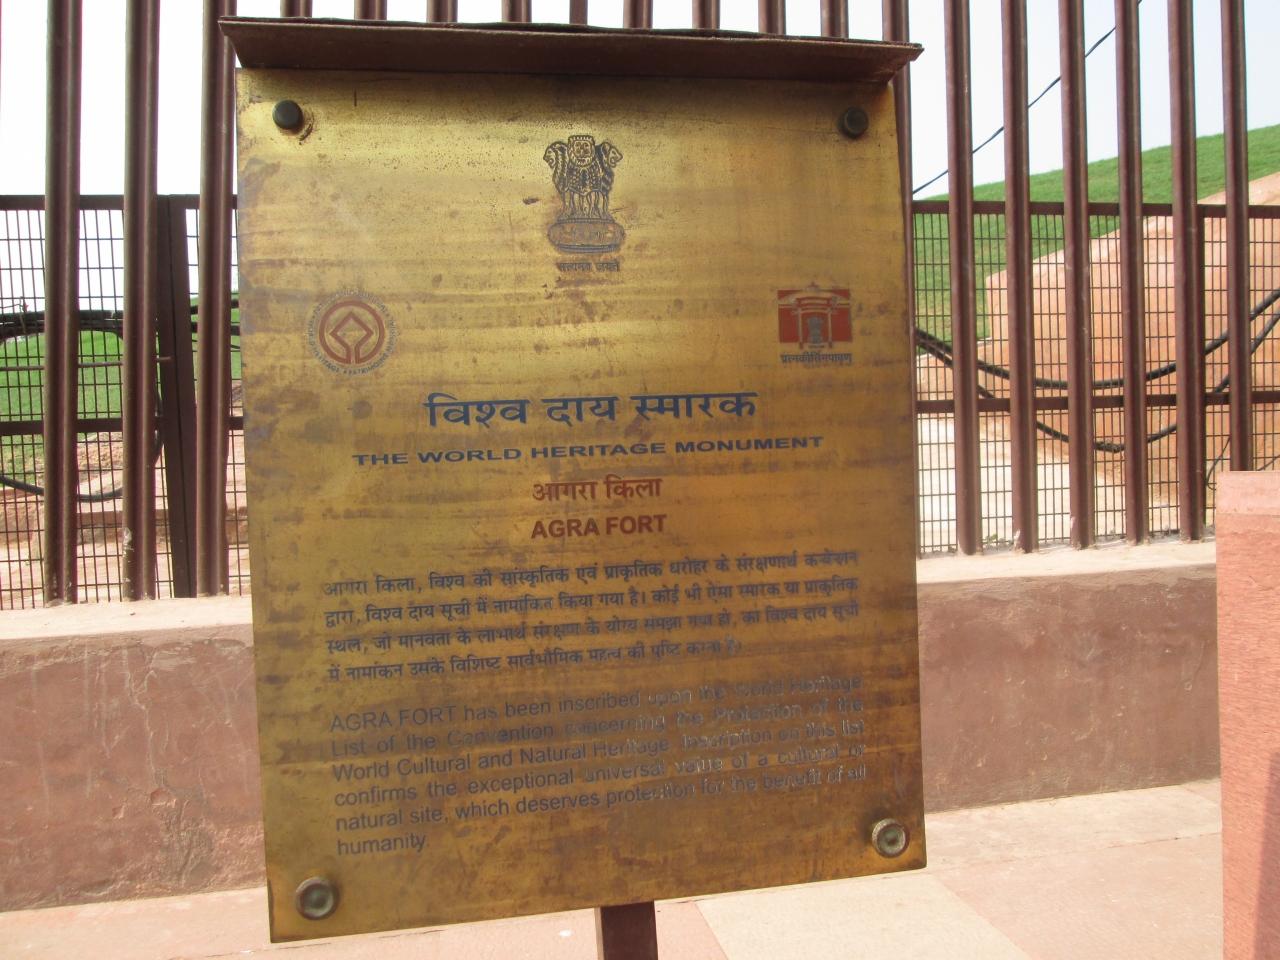 सत्यमेव जयते
प्रत्नकीर्तिमपावृणु
विश्व दाय स्मारक
THE WORLD HERITAGE MONUMENT
आगरा किला
AGRA FORT
आगरा किला, विश्व की सांस्कृतिक एवं प्राकृतिक धरोहर के संरक्षणार्थ कन्वेन्शन
द्वारा, विश्व दाय सूची में नामांकित किया गया है। कोई भी ऐसा स्मारक या प्राकृतिक
स्थल, जो मानवता के लाभार्थ संरक्षण के योग्य समझा गया हो, का विश्व दाय सूची
में नामांकन उसके विशिष्ट सार्वभौमिक महत्व की पुष्टि करता है।
AGRA FORT has been inscribed upon the World Heritage
List of the Convention concerning the Protection of the
World Cultural and Natural Heritage. Inscription on this list
confirms the exceptional universal value of a cultural or
natural site, which deserves protection for the benefit of all
humanity.